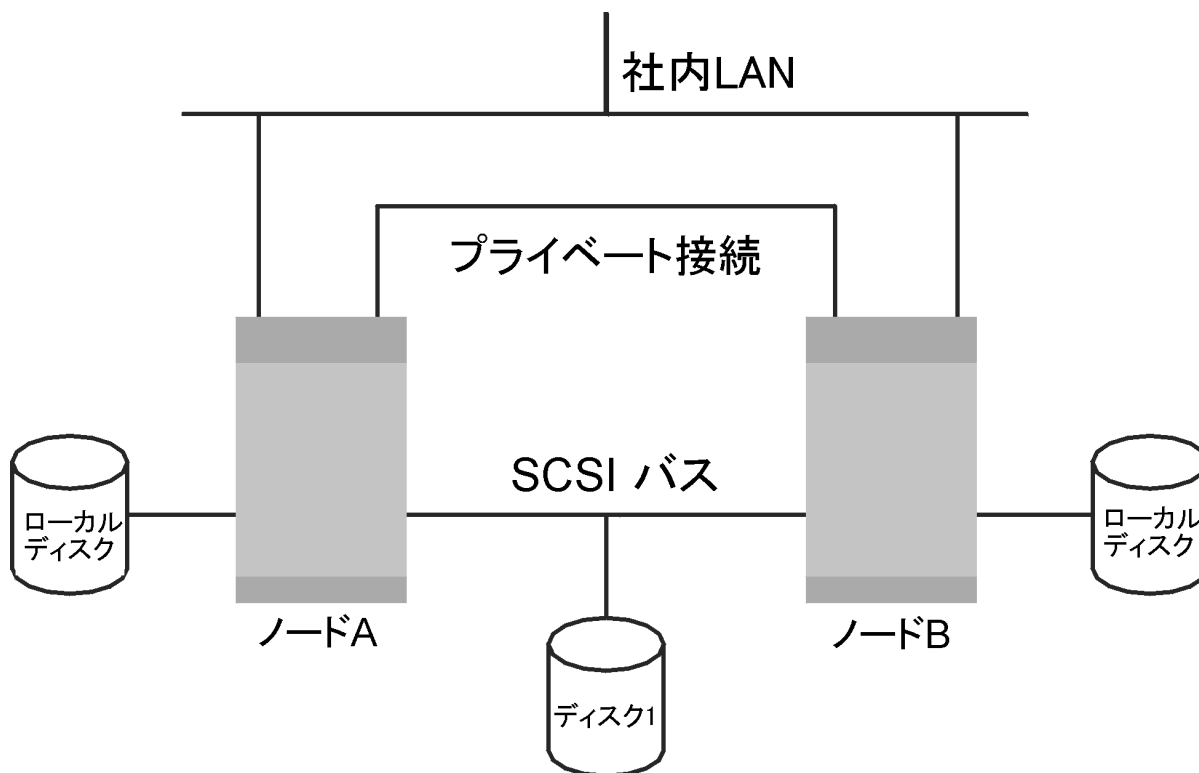 社内LAN
プライベート接続
SCSI バス
ローカル
ディスク
ローカル
ディスク
ノードA
ノードB
ディスク1